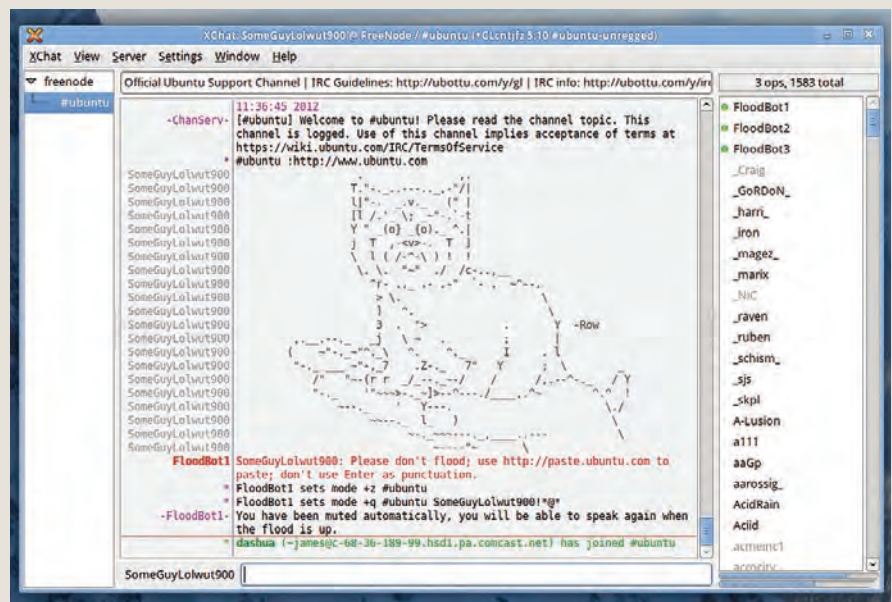 XChat: SomeGuyLolwut900 @ FreeNode / #ubuntu
XChat View Server Settings Window Help
freenode
#ubuntu
Official Ubuntu Support Channel | IRC Guidelines: http://ubottu.com/y/gl | IRC info: http://ubottu.com/y/irc
3 ops, 1583 total
11:36:45 2012
-ChanServ- [#ubuntu] Welcome to #ubuntu! Please read the channel topic. This
channel is logged. Use of this channel implies acceptance of terms at
https://wiki.ubuntu.com/IRC/TermsOfService
* #ubuntu :http://www.ubuntu.com
SomeGuyLolwut900
SomeGuyLolwut900
SomeGuyLolwut900
SomeGuyLolwut900
SomeGuyLolwut900
SomeGuyLolwut900
SomeGuyLolwut900
SomeGuyLolwut900
SomeGuyLolwut900
SomeGuyLolwut900
SomeGuyLolwut900
SomeGuyLolwut900 -Row
SomeGuyLolwut900
SomeGuyLolwut900
SomeGuyLolwut900
SomeGuyLolwut900
SomeGuyLolwut900
SomeGuyLolwut900
SomeGuyLolwut900
SomeGuyLolwut900
SomeGuyLolwut900
FloodBot1 SomeGuyLolwut900: Please don't flood; use http://paste.ubuntu.com to
paste; don't use Enter as punctuation.
* FloodBot1 sets mode +z #ubuntu
* FloodBot1 sets mode +q #ubuntu SomeGuyLolwut900!*@*
-FloodBot1- You have been muted automatically, you will be able to speak again when
the flood is up.
* dashua (~james@c-68-36-189-99.hsd1.pa.comcast.net) has joined #ubuntu
SomeGuyLolwut900
FloodBot1
FloodBot2
FloodBot3
_Craig
_GoRDoN_
_harri_
_iron
_magez_
_marix
_NiC
_raven
_ruben
_schism_
_sjs
_skpl
A-Lusion
a111
aaGp
aarossig_
AcidRain
Aciid
acmeinc1